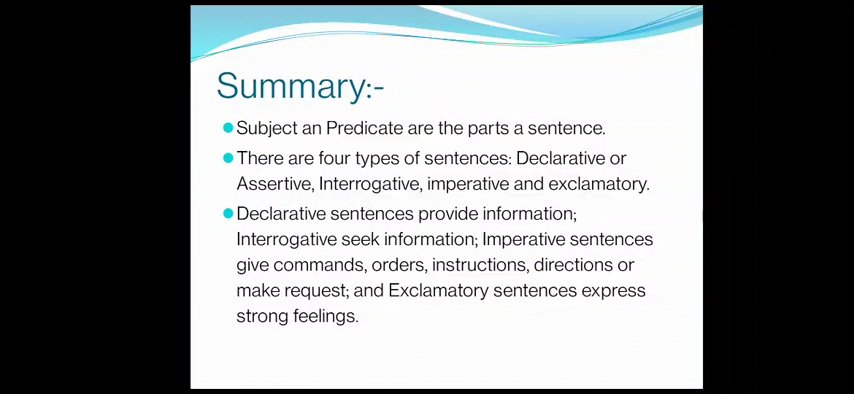 Summary:-
Subject an Predicate are the parts a sentence.
There are four types of sentences: Declarative or
Assertive, Interrogative, imperative and exclamatory.
Declarative sentences provide information;
Interrogative seek information; Imperative sentences
give commands, orders, instructions, directions or
make request; and Exclamatory sentences express
strong feelings.